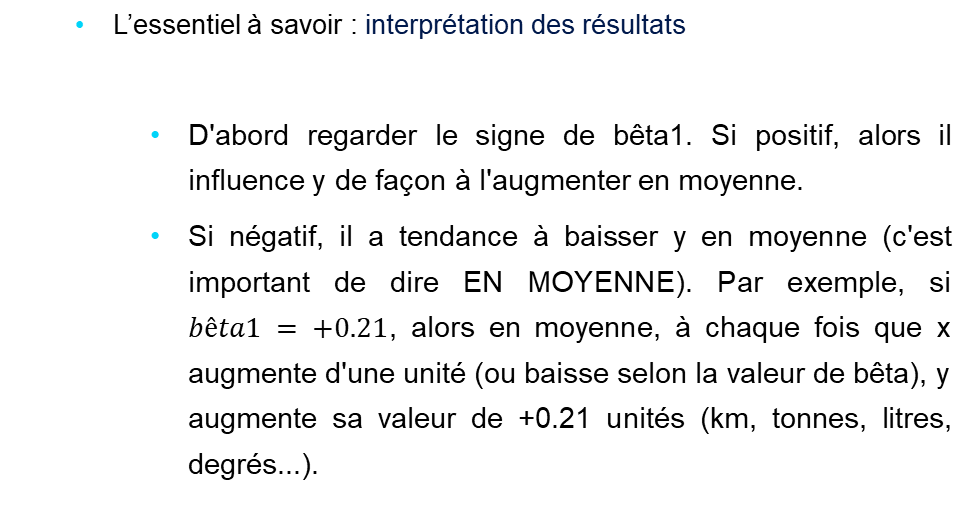 • L’essentiel à savoir : interprétation des résultats
• D'abord regarder le signe de bêta1. Si positif, alors il
influence y de façon à l'augmenter en moyenne.
• Si négatif, il a tendance à baisser y en moyenne (c'est
important de dire EN MOYENNE). Par exemple, si
bêta1 = +0.21, alors en moyenne, à chaque fois que x
augmente d'une unité (ou baisse selon la valeur de bêta), y
augmente sa valeur de +0.21 unités (km, tonnes, litres,
degrés...).